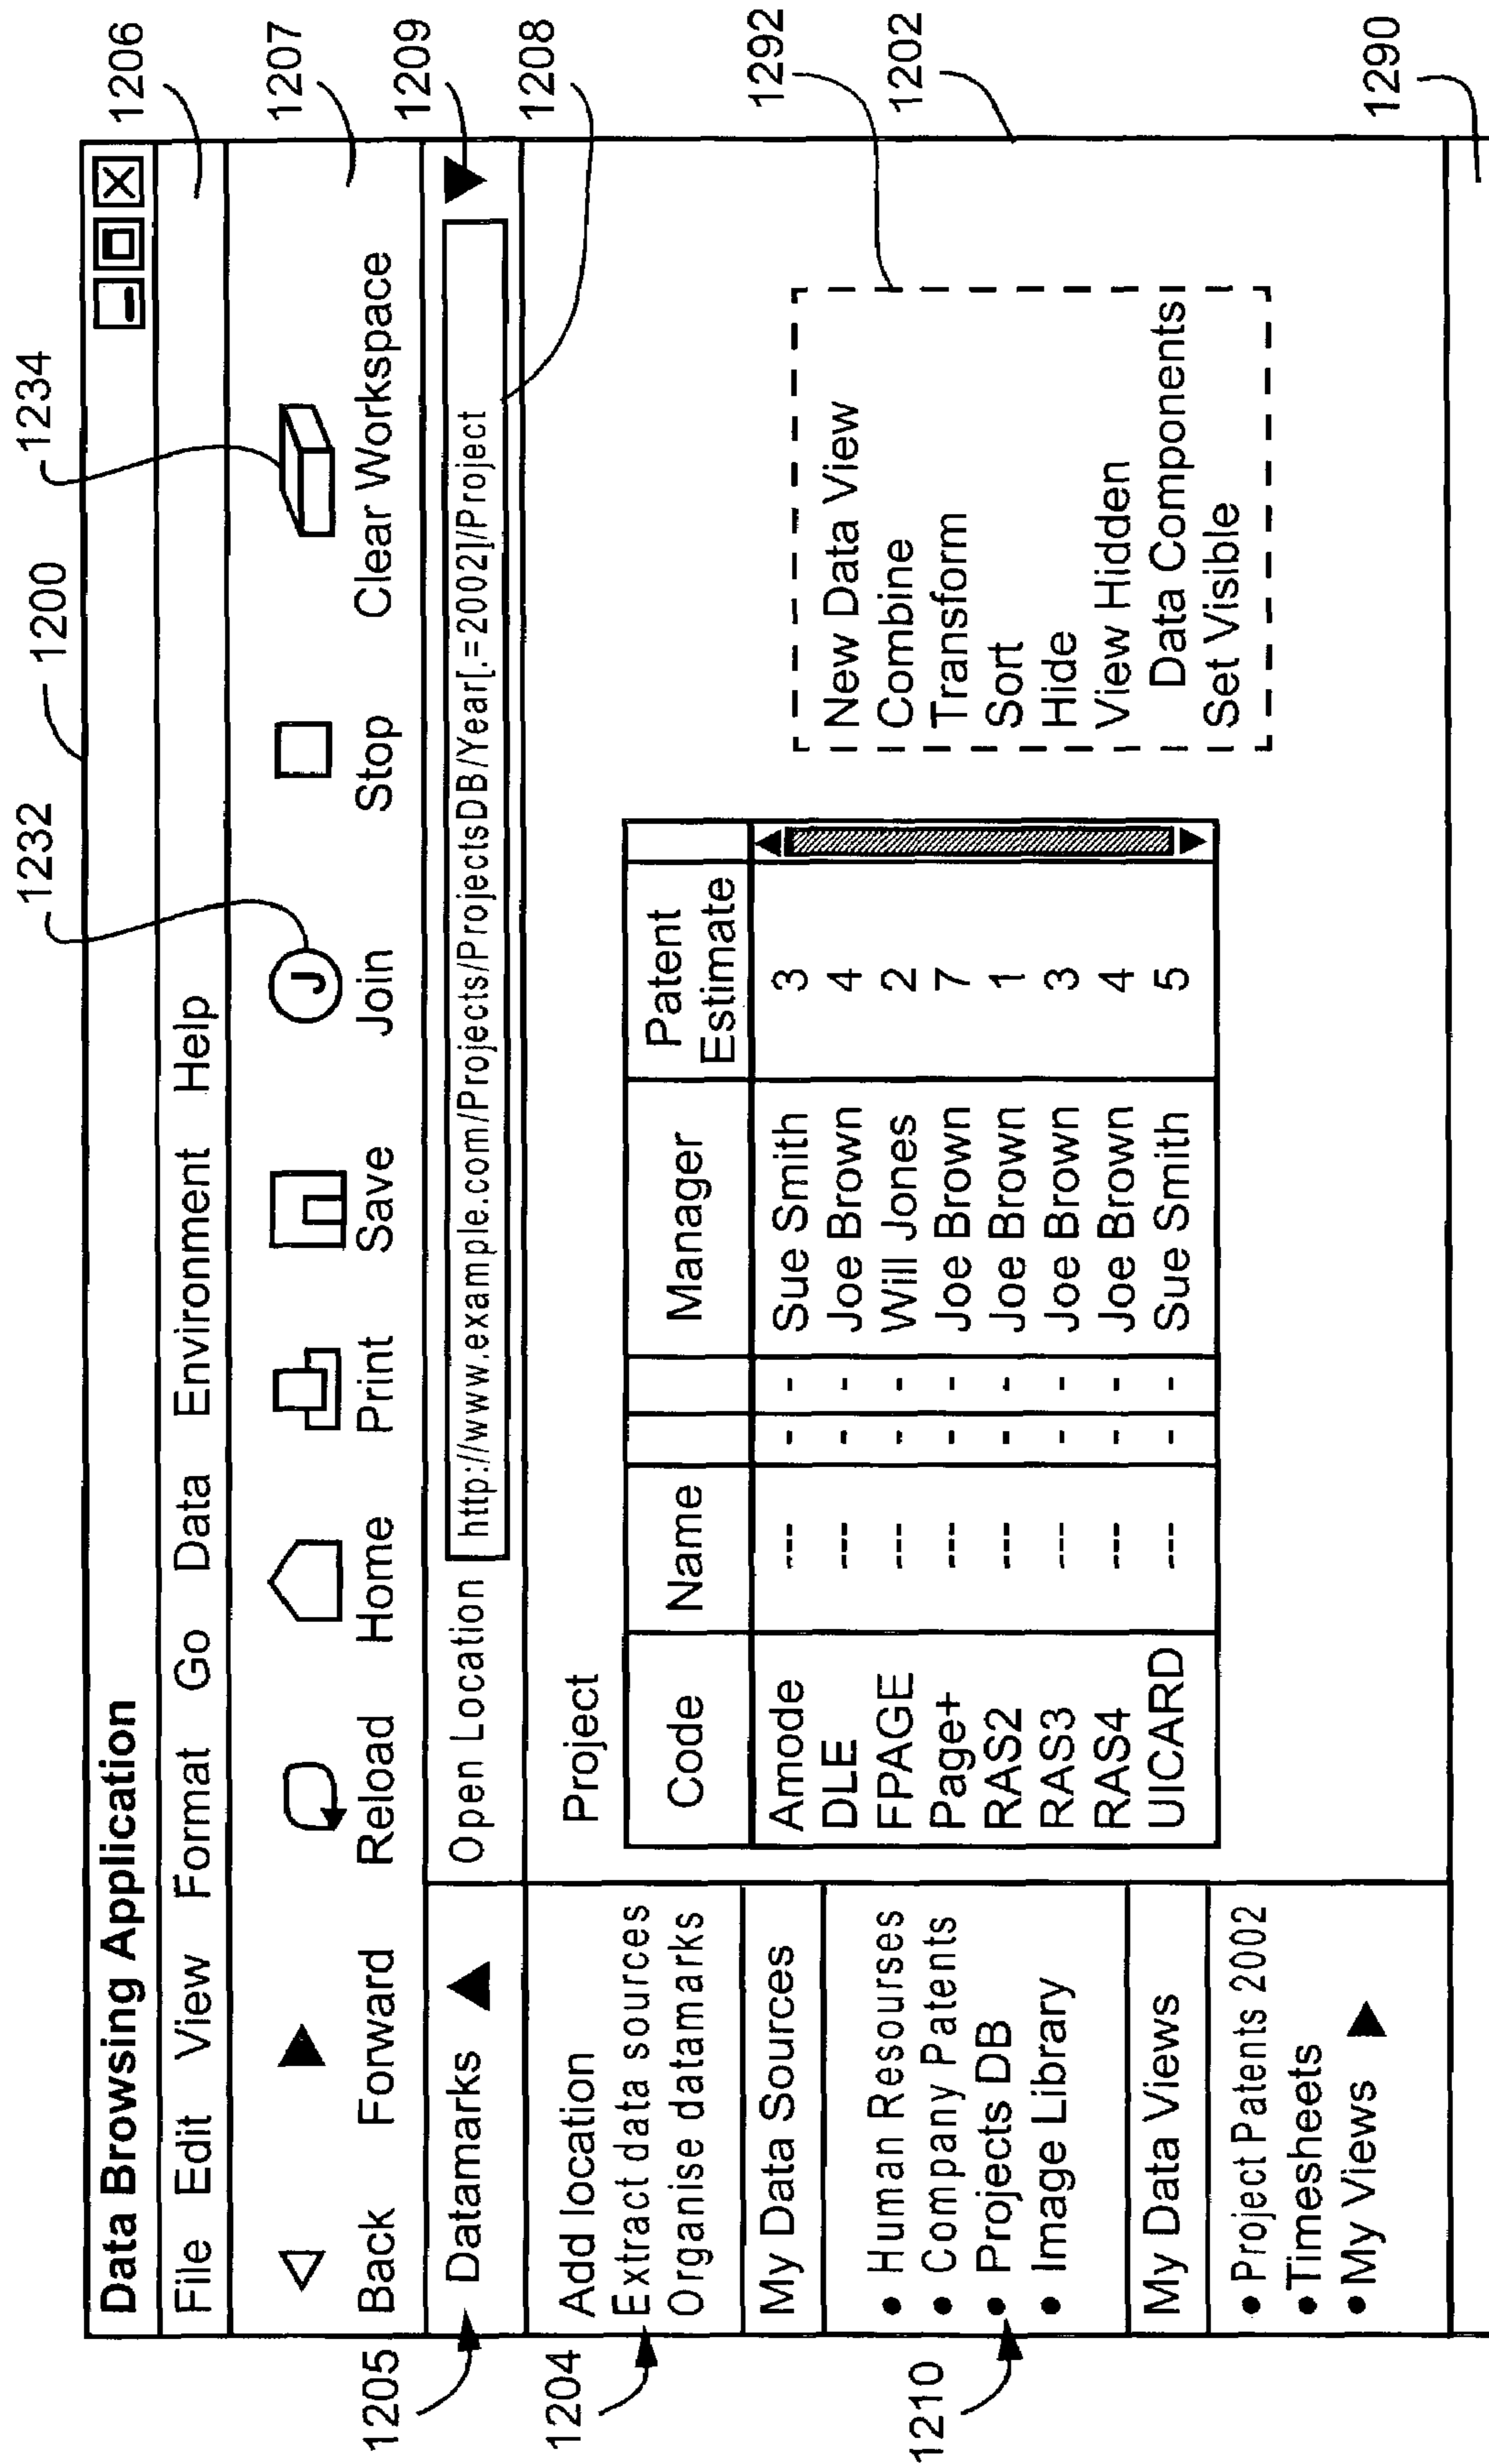 1232
1200
1234
Data Browsing Application
1206
File Edit View Format Go Data Environment Help
1207
J
Back Forward Reload Home Print Save Join Stop Clear Workspace
1205
Datamarks
Open Location http://www.example.com/Projects/ProjectsDB/Year[.=2002]/Project
1209
1208
1204
Add location
Extract data sources
Organise datamarks
My Data Sources
1210
• Human Resourses
• Company Patents
• Projects DB
• Image Library
My Data Views
• Project Patents 2002
• Timesheets
• My Views
Project
Code Name Manager Patent Estimate
Amode --- - - Sue Smith 3
DLE --- - - Joe Brown 4
FPAGE --- - - Will Jones 2
Page+ --- - - Joe Brown 7
RAS2 --- - - Joe Brown 1
RAS3 --- - - Joe Brown 3
RAS4 --- - - Joe Brown 4
UICARD --- - - Sue Smith 5
1292
New Data View
Combine
Transform
Sort
Hide
View Hidden
Data Components
Set Visible
1202
1290